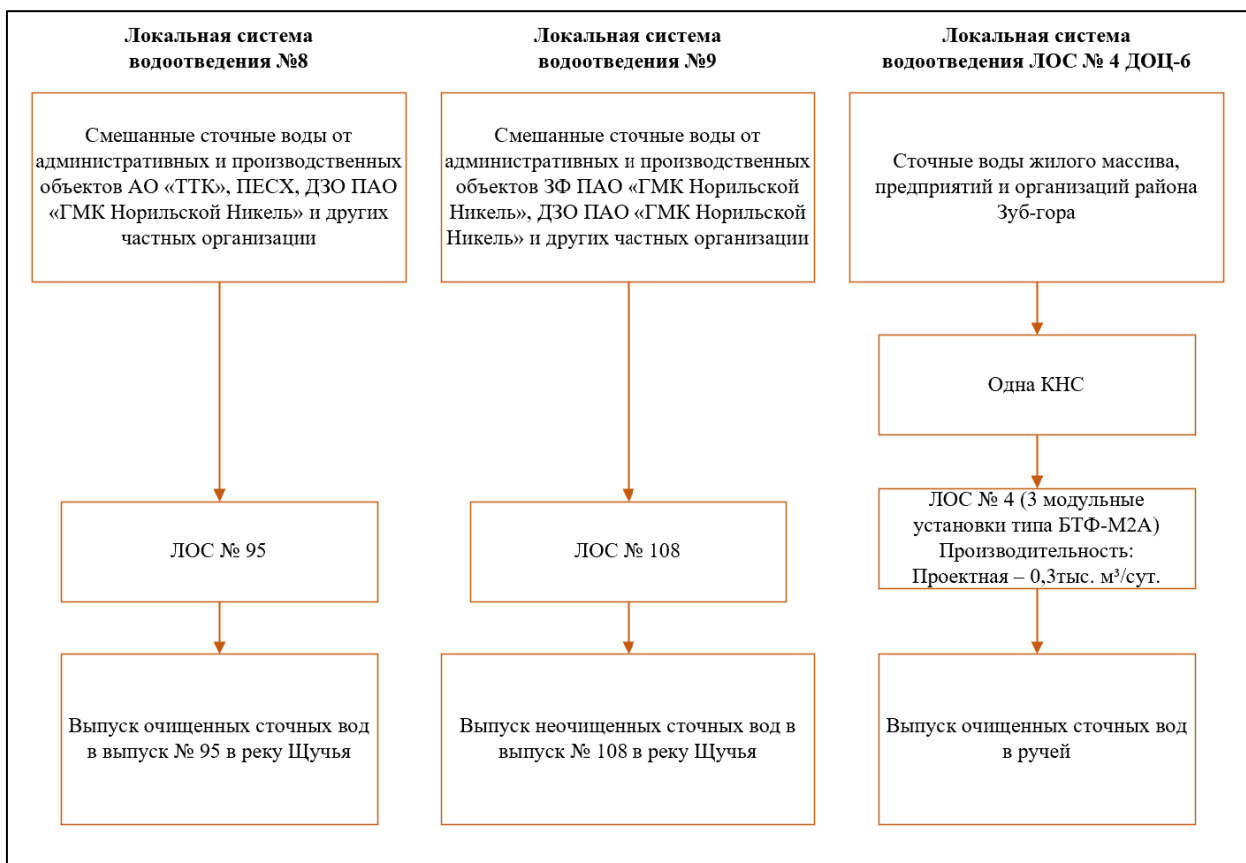 Локальная система
водоотведения №8
Смешанные сточные воды от
административных и производственных
объектов АО «ТТК», ПЕСХ, ДЗО ПАО
«ГМК Норильской Никель» и других
частных организации
ЛОС № 95
Выпуск очищенных сточных вод
в выпуск № 95 в реку Щучья
Локальная система
водоотведения №9
Смешанные сточные воды от
административных и производственных
объектов ЗФ ПАО «ГМК Норильской
Никель», ДЗО ПАО «ГМК Норильской
Никель» и других частных организации
ЛОС № 108
Выпуск неочищенных сточных вод в
выпуск № 108 в реку Щучья
Локальная система
водоотведения ЛОС № 4 ДОЦ-6
Сточные воды жилого массива,
предприятий и организаций района
Зуб-гора
Одна КНС
ЛОС № 4 (3 модульные
установки типа БТФ-М2А)
Производительность:
Проектная – 0,3тыс. м³/сут.
Выпуск очищенных сточных вод
в ручей